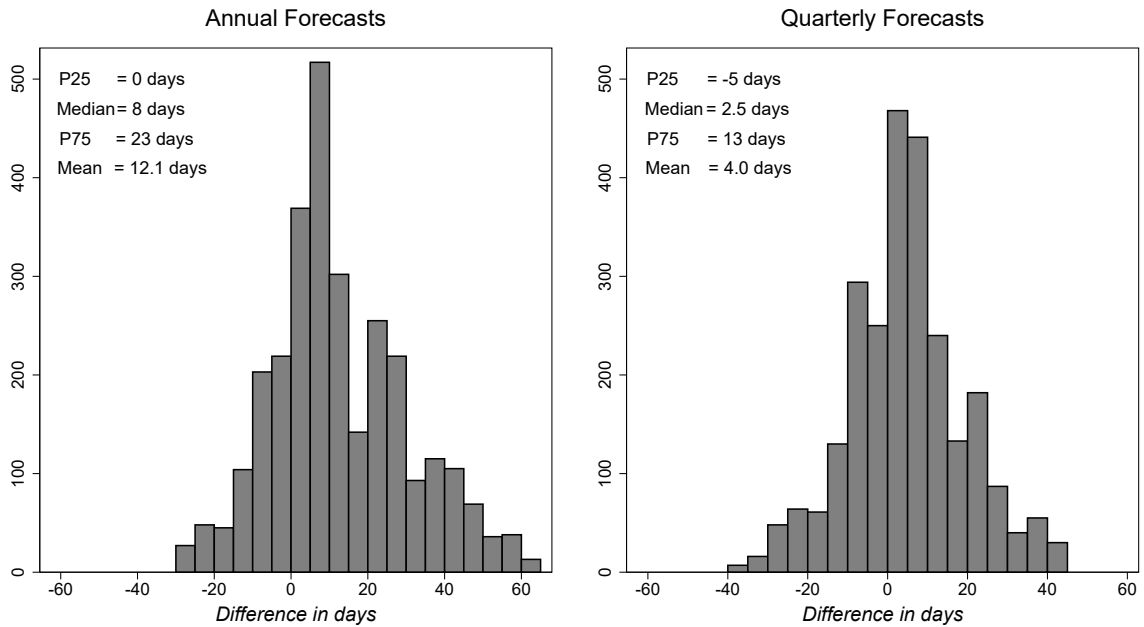 Annual Forecasts
P25 = 0 days
Median = 8 days
P75 = 23 days
Mean = 12.1 days
0
100
200
300
400
500
-60 -40 -20 0 20 40 60
Difference in days
Quarterly Forecasts
P25 = -5 days
Median = 2.5 days
P75 = 13 days
Mean = 4.0 days
0
100
200
300
400
500
-60 -40 -20 0 20 40 60
Difference in days